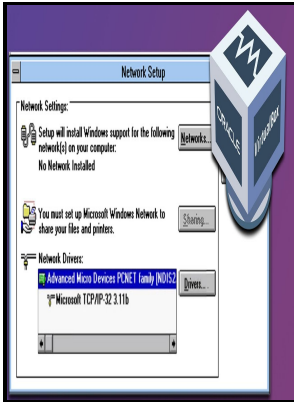 Network Setup
Network Settings:
Setup will install Windows support for the following
network(s) on your computer:
No Network Installed
Networks...
You must set up Microsoft Windows Network to
share your files and printers.
Sharing...
Network Drivers:
Advanced Micro Devices PCNET family [NDIS2
Microsoft TCP/IP-32 3.11b
Drivers...
ORACLE
VirtualBox